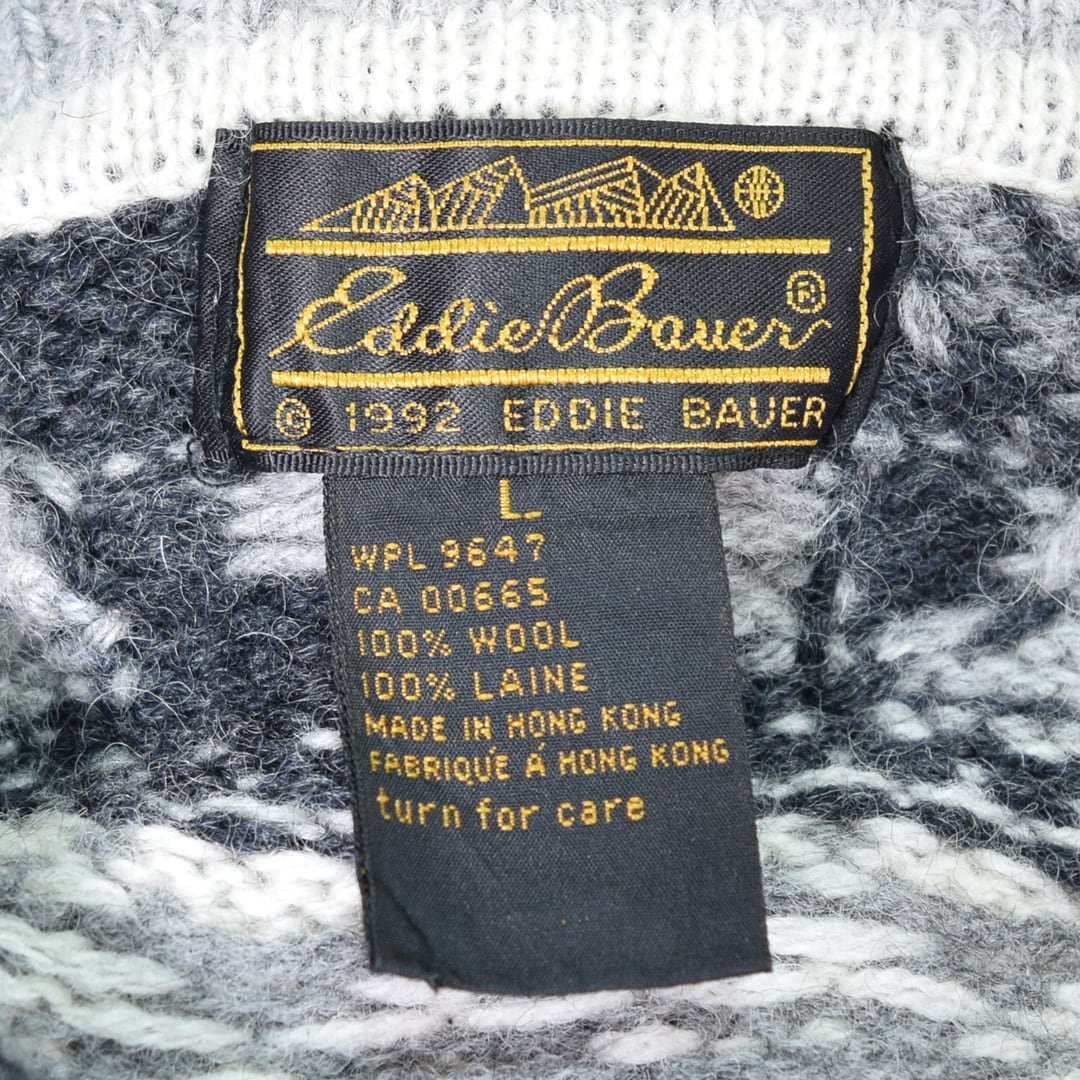 Eddie Bauer ®
© 1992 EDDIE BAUER
L
WPL 9647
CA 00665
100% WOOL
100% LAINE
MADE IN HONG KONG
FABRIQUÉ Á HONG KONG
turn for care